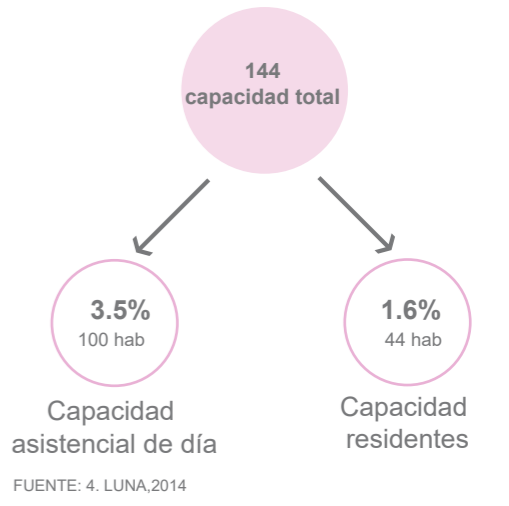 144
capacidad total
3.5%
100 hab
1.6%
44 hab
Capacidad
asistencial de día
Capacidad
residentes
FUENTE: 4. LUNA,2014